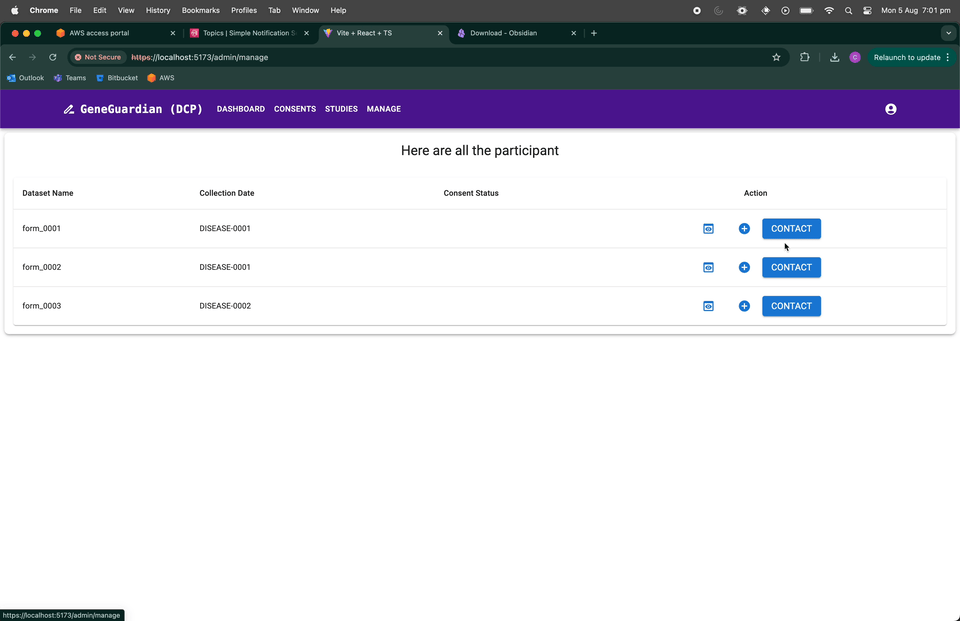 Chrome File Edit View History Bookmarks Profiles Tab Window Help Mon 5 Aug 7:01 pm
AWS access portal Topics | Simple Notification S Vite + React + TS Download - Obsidian
Not Secure https://localhost:5173/admin/manage C Relaunch to update
Outlook Teams Bitbucket AWS
GeneGuardian (DCP) DASHBOARD CONSENTS STUDIES MANAGE
Here are all the participant
Dataset Name Collection Date Consent Status Action
form_0001 DISEASE-0001 CONTACT
form_0002 DISEASE-0001 CONTACT
form_0003 DISEASE-0002 CONTACT
https://localhost:5173/admin/manage